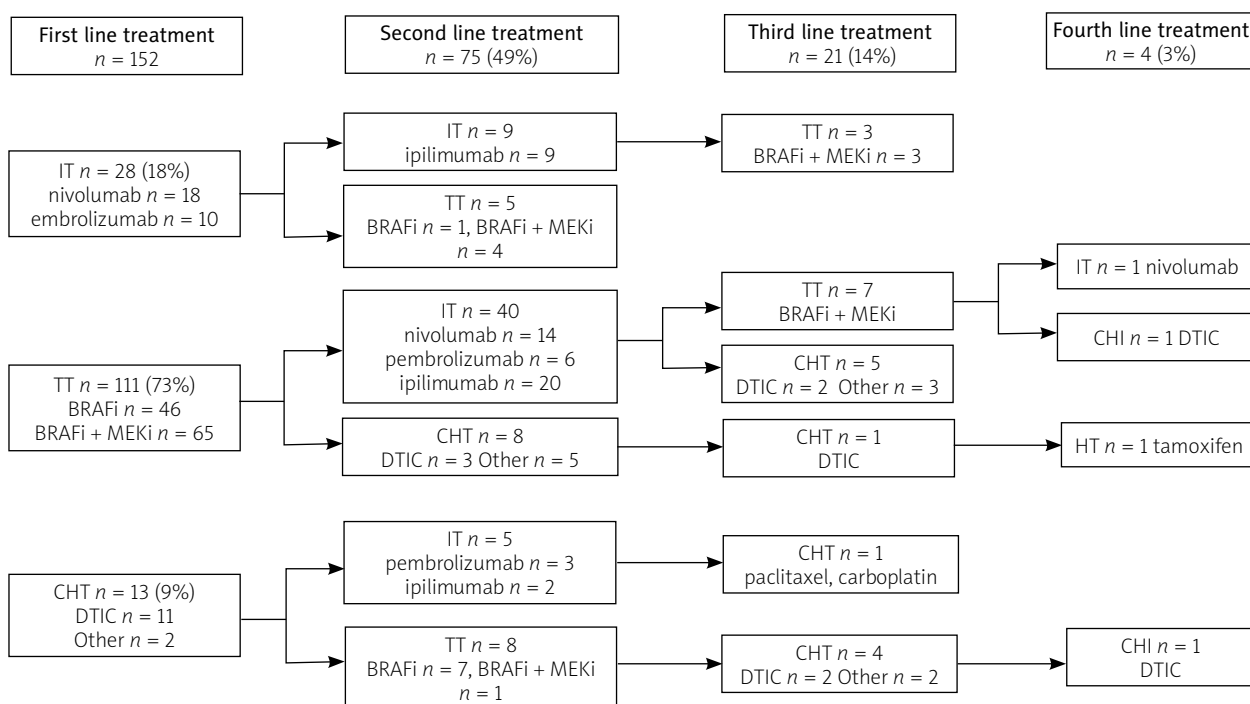 First line treatment
n = 152
Second line treatment
n = 75 (49%)
Third line treatment
n = 21 (14%)
Fourth line treatment
n = 4 (3%)
IT n = 28 (18%)
nivolumab n = 18
embrolizumab n = 10
IT n = 9
ipilimumab n = 9
TT n = 3
BRAFi + MEKi n = 3
TT n = 5
BRAFi n = 1, BRAFi + MEKi
n = 4
TT n = 111 (73%)
BRAFi n = 46
BRAFi + MEKi n = 65
IT n = 40
nivolumab n = 14
pembrolizumab n = 6
ipilimumab n = 20
TT n = 7
BRAFi + MEKi
IT n = 1 nivolumab
CHI n = 1 DTIC
CHT n = 5
DTIC n = 2 Other n = 3
CHT n = 8
DTIC n = 3 Other n = 5
CHT n = 1
DTIC
HT n = 1 tamoxifen
CHT n = 13 (9%)
DTIC n = 11
Other n = 2
IT n = 5
pembrolizumab n = 3
ipilimumab n = 2
CHT n = 1
paclitaxel, carboplatin
TT n = 8
BRAFi n = 7, BRAFi + MEKi
n = 1
CHT n = 4
DTIC n = 2 Other n = 2
CHI n = 1
DTIC